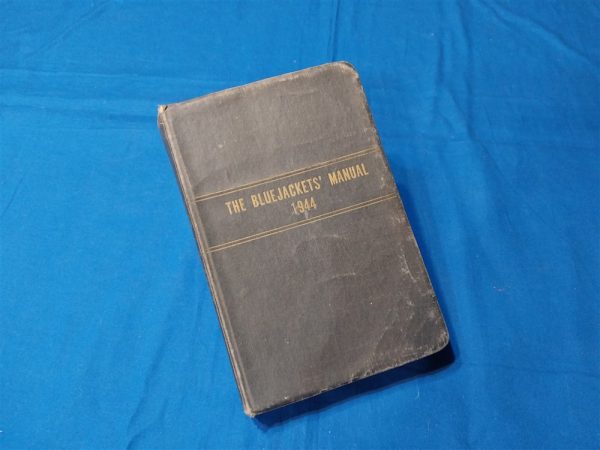 THE BLUEJACKETS' MANUAL
1944